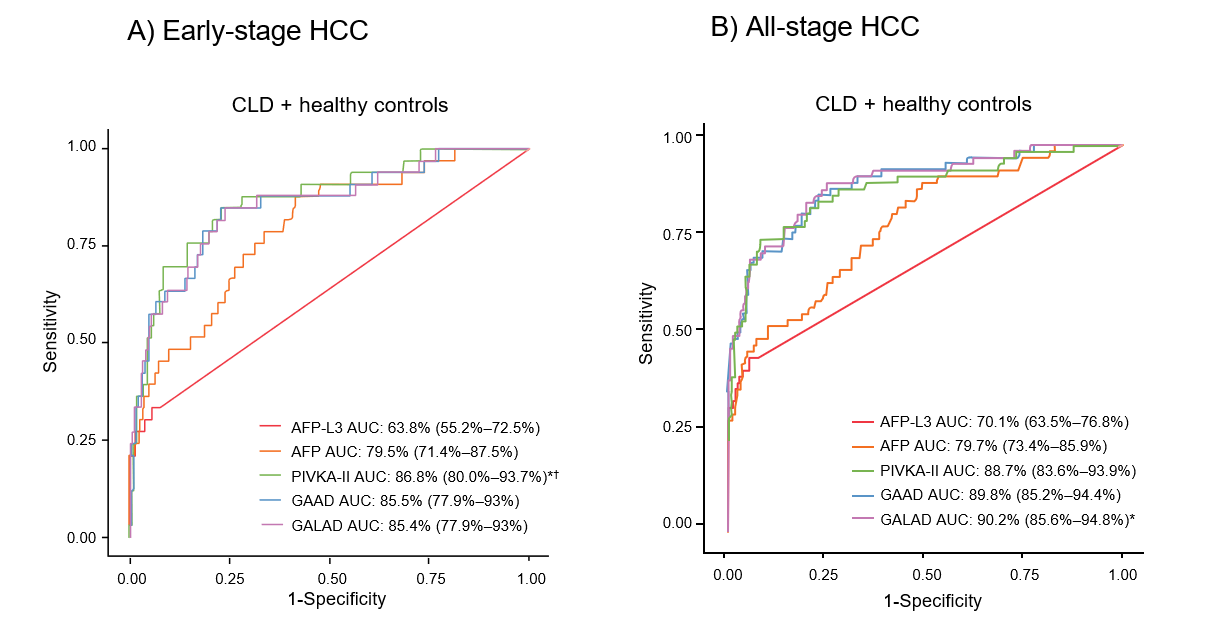 A) Early-stage HCC
CLD + healthy controls
1.00
0.75
0.50
0.25
0.00
Sensitivity
AFP-L3 AUC: 63.8% (55.2%–72.5%)
AFP AUC: 79.5% (71.4%–87.5%)
PIVKA-II AUC: 86.8% (80.0%–93.7%)*†
GAAD AUC: 85.5% (77.9%–93%)
GALAD AUC: 85.4% (77.9%–93%)
0.00 0.25 0.50 0.75 1.00
1-Specificity
B) All-stage HCC
CLD + healthy controls
1.00
0.75
0.50
0.25
0.00
Sensitivity
AFP-L3 AUC: 70.1% (63.5%–76.8%)
AFP AUC: 79.7% (73.4%–85.9%)
PIVKA-II AUC: 88.7% (83.6%–93.9%)
GAAD AUC: 89.8% (85.2%–94.4%)
GALAD AUC: 90.2% (85.6%–94.8%)*
0.00 0.25 0.50 0.75 1.00
1-Specificity